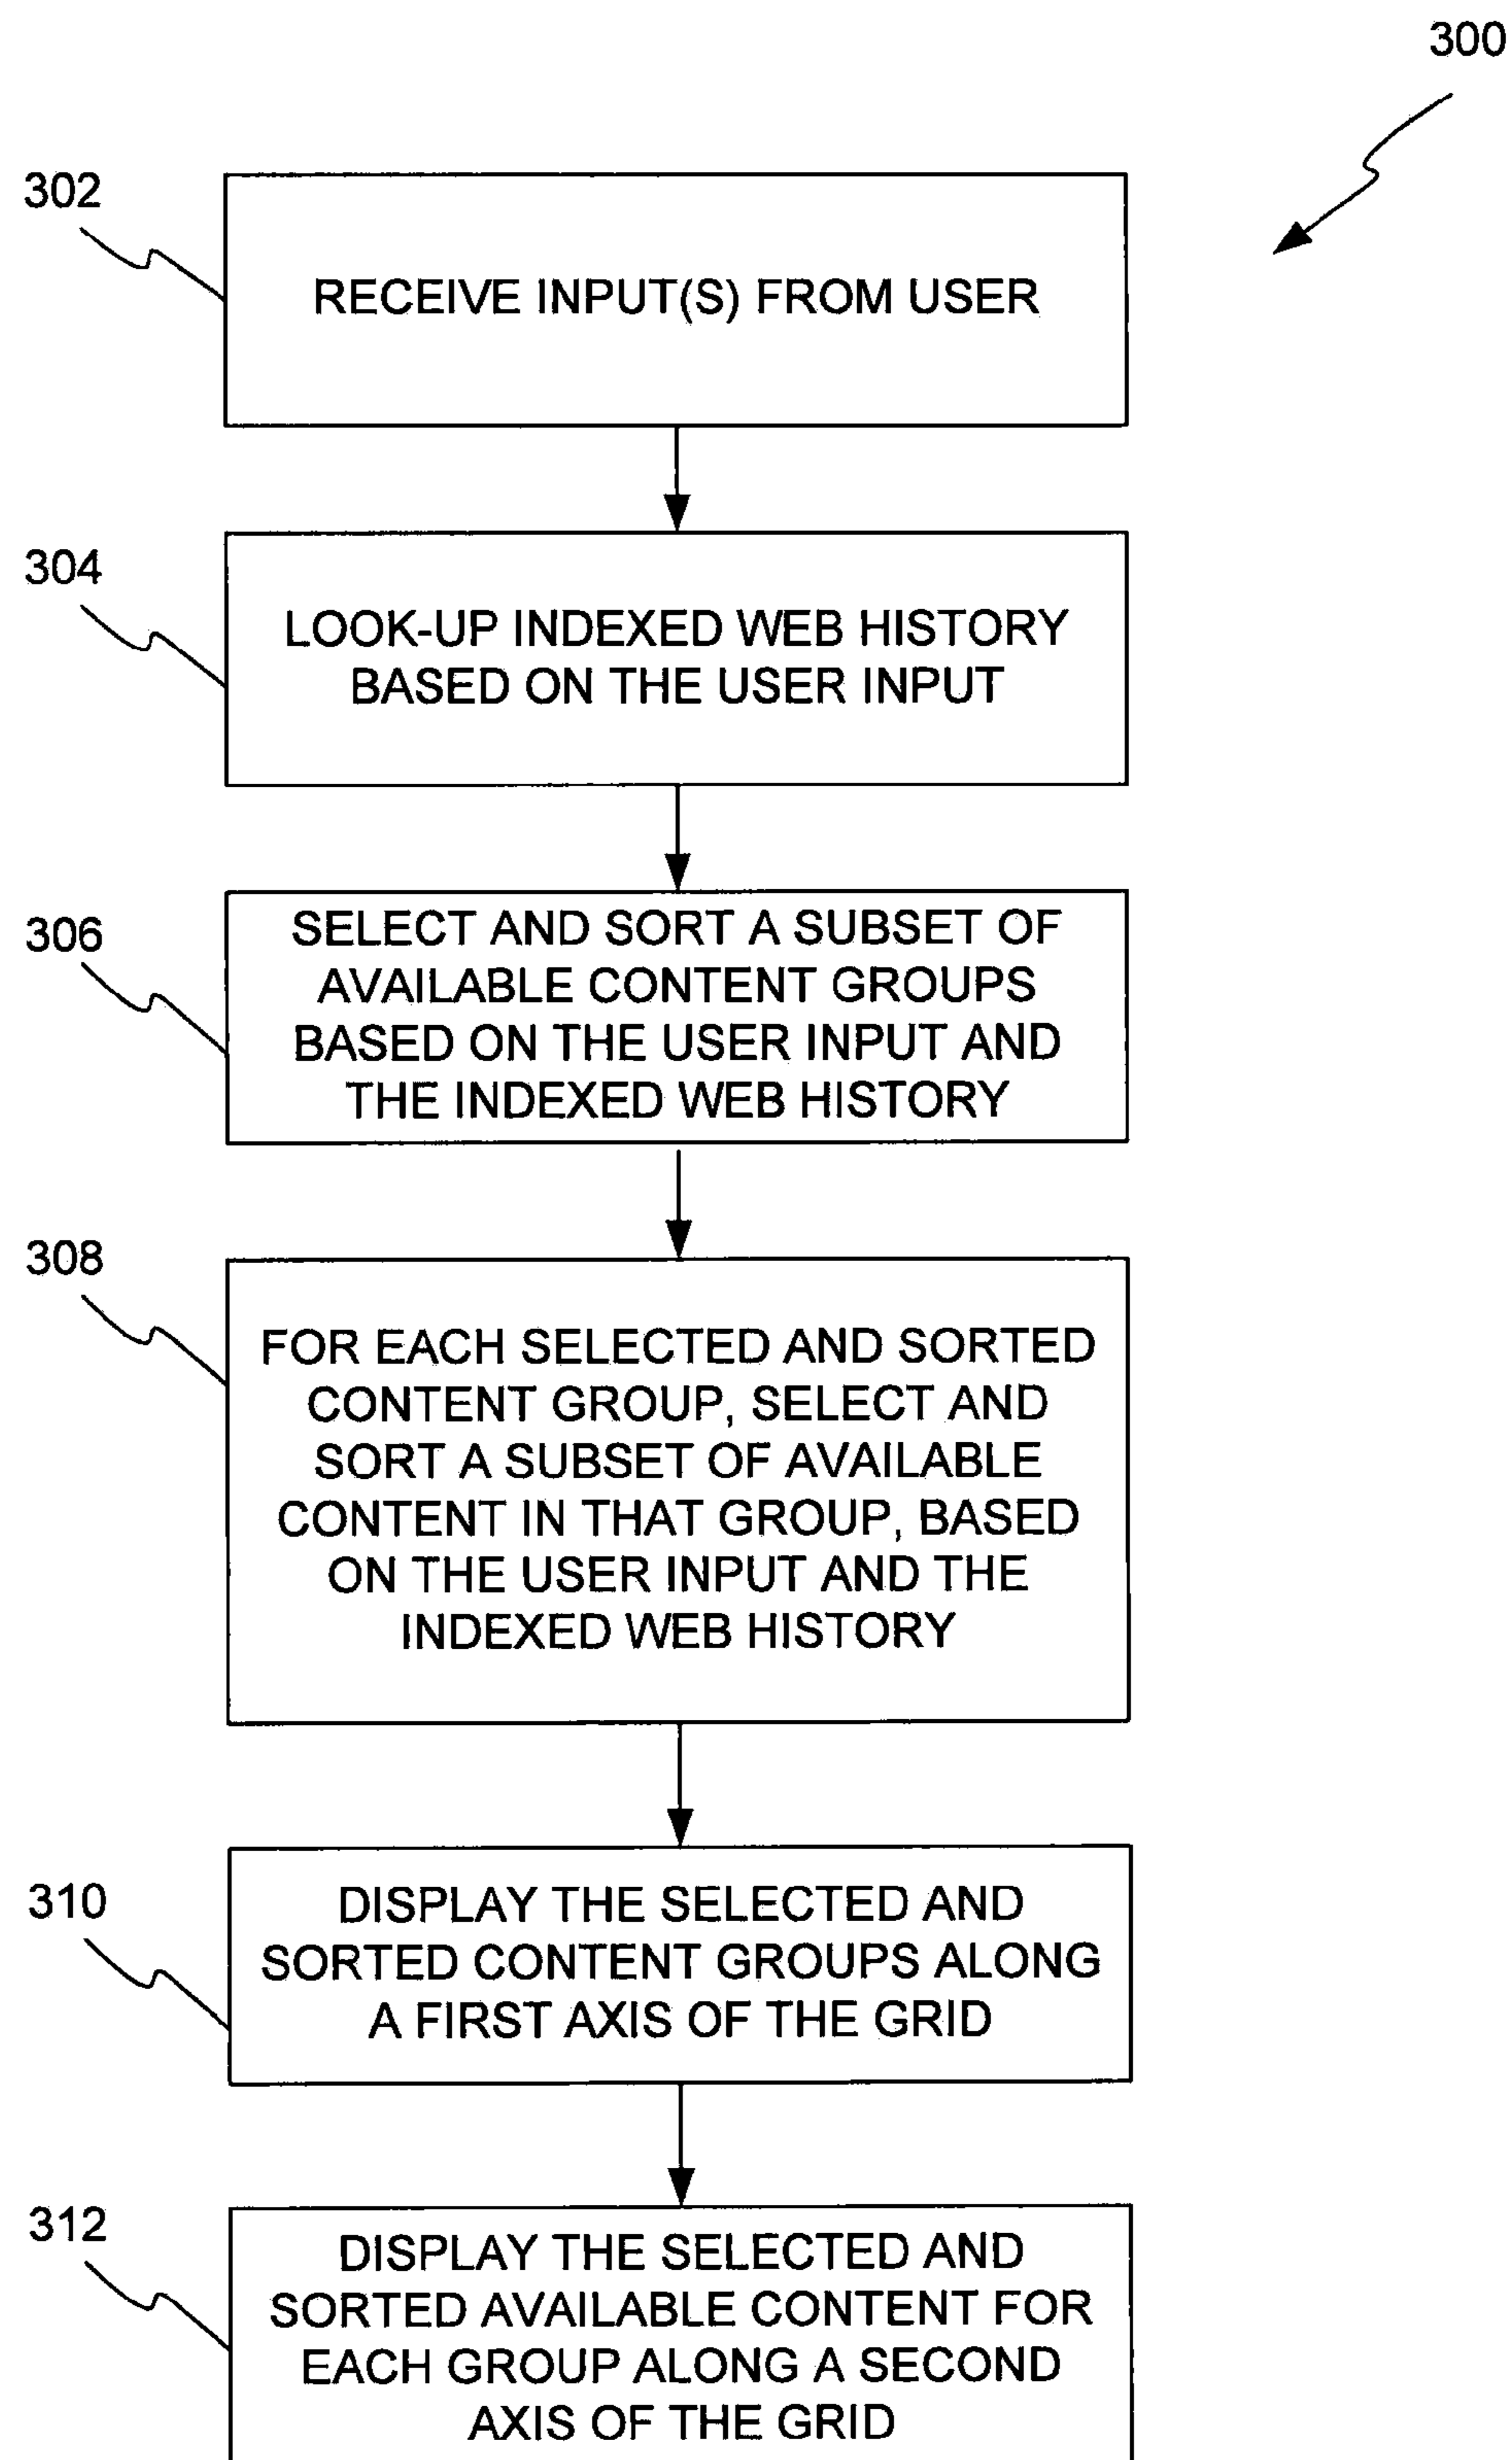 300
302
RECEIVE INPUT(S) FROM USER
304
LOOK-UP INDEXED WEB HISTORY
BASED ON THE USER INPUT
306
SELECT AND SORT A SUBSET OF
AVAILABLE CONTENT GROUPS
BASED ON THE USER INPUT AND
THE INDEXED WEB HISTORY
308
FOR EACH SELECTED AND SORTED
CONTENT GROUP, SELECT AND
SORT A SUBSET OF AVAILABLE
CONTENT IN THAT GROUP, BASED
ON THE USER INPUT AND THE
INDEXED WEB HISTORY
310
DISPLAY THE SELECTED AND
SORTED CONTENT GROUPS ALONG
A FIRST AXIS OF THE GRID
312
DISPLAY THE SELECTED AND
SORTED AVAILABLE CONTENT FOR
EACH GROUP ALONG A SECOND
AXIS OF THE GRID